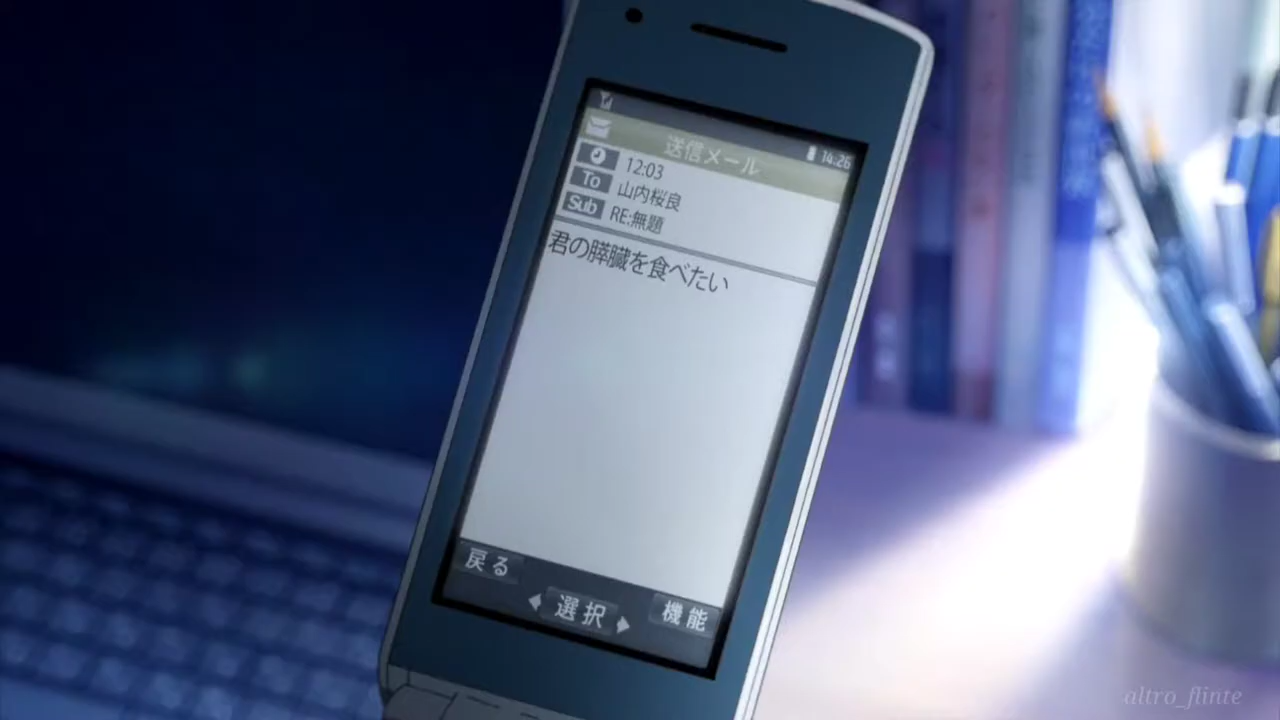 14:26
送信メール
12:03
To 山内桜良
Sub RE:無題
君の膵臓を食べたい
戻る
選択
機能
altro_flinte